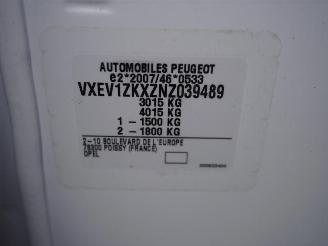 AUTOMOBILES PEUGEOT
e2*2007/46*0533
VXEV1ZKXZNZ039489
3015 KG
4015 KG
1 - 1500 KG
2 - 1800 KG
2-10 BOULEVARD DE L'EUROPE
78300 POISSY (FRANCE)
OPEL